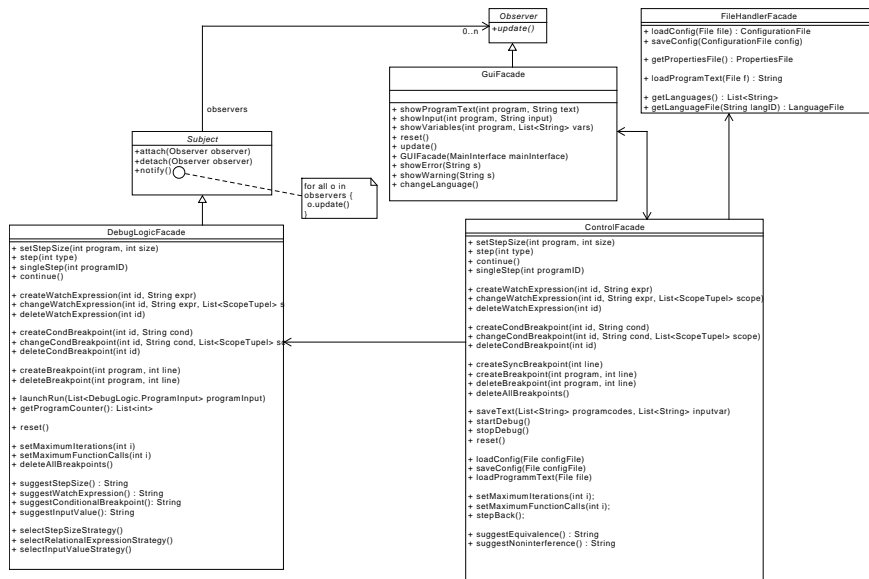 Observer
+update()
0..n
observers
FileHandlerFacade
+ loadConfig(File file) : ConfigurationFile
+ saveConfig(ConfigurationFile config)
+ getPropertiesFile() : PropertiesFile
+ loadProgramText(File f) : String
+ getLanguages() : List<String>
+ getLanguageFile(String langID) : LanguageFile
GuiFacade
+ showProgramText(int program, String text)
+ showInput(int program, String input)
+ showVariables(int program, List<String> vars)
+ reset()
+ update()
+ GUIFacade(MainInterface mainInterface)
+ showError(String s)
+ showWarning(String s)
+ changeLanguage()
Subject
+attach(Observer observer)
+detach(Observer observer)
+notify()
for all o in
observers {
o.update()
}
DebugLogicFacade
+ setStepSize(int program, int size)
+ step(int type)
+ singleStep(int programID)
+ continue()
+ createWatchExpression(int id, String expr)
+ changeWatchExpression(int id, String expr, List<ScopeTupel> s
+ deleteWatchExpression(int id)
+ createCondBreakpoint(int id, String cond)
+ changeCondBreakpoint(int id, String cond, List<ScopeTupel> sc
+ deleteCondBreakpoint(int id)
+ createBreakpoint(int program, int line)
+ deleteBreakpoint(int program, int line)
+ launchRun(List<DebugLogic.ProgramInput> programInput)
+ getProgramCounter(): List<int>
+ reset()
+ setMaximumIterations(int i)
+ setMaximumFunctionCalls(int i)
+ deleteAllBreakpoints()
+ suggestStepSize() : String
+ suggestWatchExpression() : String
+ suggestConditionalBreakpoint(): String
+ suggestInputValue(): String
+ selectStepSizeStrategy()
+ selectRelationalExpressionStrategy()
+ selectInputValueStrategy()
ControlFacade
+ setStepSize(int program, int size)
+ step(int type)
+ continue()
+ singleStep(int programID)
+ createWatchExpression(int id, String expr)
+ changeWatchExpression(int id, String expr, List<ScopeTupel> scope)
+ deleteWatchExpression(int id)
+ createCondBreakpoint(int id, String cond)
+ changeCondBreakpoint(int id, String cond, List<ScopeTupel> scope)
+ deleteCondBreakpoint(int id)
+ createSyncBreakpoint(int line)
+ createBreakpoint(int program, int line)
+ deleteBreakpoint(int program, int line)
+ deleteAllBreakpoints()
+ saveText(List<String> programcodes, List<String> inputvar)
+ startDebug()
+ stopDebug()
+ reset()
+ loadConfig(File configFile)
+ saveConfig(File configFile)
+ loadProgrammText(File file)
+ setMaximumIterations(int i);
+ setMaximumFunctionCalls(int i);
+ stepBack();
+ suggestEquivalence() : String
+ suggestNoninterference() : String